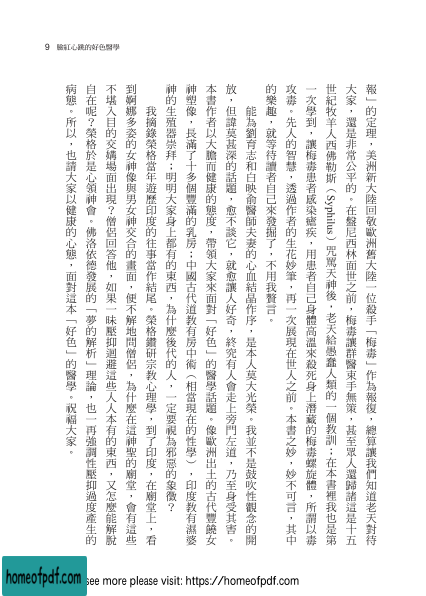 9 臉紅心跳的好色醫學
報」的定理，美洲新大陸回敬歐洲舊大陸一位殺手「梅毒」作為報復，總算讓我們知道老天對待
大家，還是非常公平的。在盤尼西林面世之前，梅毒讓群醫束手無策，甚至眾人還歸諸這是十五
世紀牧羊人西佛勒斯（Syphilus）咒罵天神後，老天給愚蠢人類的一個教訓；在本書裡我也是第
一次學到，讓梅毒患者感染瘧疾，用患者自己身體高溫來殺死身上潛藏的梅毒螺旋體，所謂以毒
攻毒。先人的智慧，透過作者的生花妙筆，再一次展現在世人之前。本書之妙，妙不可言，其中
的樂趣，就等待讀者自己來發掘了，不用我贅言。
能為劉育志和白映俞醫師夫妻的心血結晶作序，是本人莫大光榮。我並不是鼓吹性觀念的開
放，但諱莫甚深的話題，愈不談它，就愈讓人好奇，終究有人會走上旁門左道，乃至身受其害。
本書作者以大膽而健康的態度，帶領大家來面對「好色」的醫學話題。像歐洲出土的古代豐饒女
神塑像，長滿了十多個豐滿的乳房；中國古代道教有房中術，相當現在的性學），印度教有濕婆
神的生殖器崇拜；明明大家身上都有的東西，為什麼後代的人，一定要視為邪惡的象徵？
我摘錄榮格當年遊歷印度的往事當作結尾。榮格鑽研宗教心理學，到了印度，在廟堂上，看
到婀娜多姿的女神像與男女神交合的畫面，便不解地問僧侶，為什麼在這神聖的廟堂，會有這些
不堪入目的交媾場面出現？僧侶回答他，如果一味壓抑迴避這些人人本有的東西，又怎麼能解脫
自在呢？榮格於是心領神會。佛洛依德發展的「夢的解析」理論，也一再強調性壓抑過度產生的
病態。所以，也請大家以健康的心態，面對這本「好色」的醫學。祝福大家。
homeofpdf.com
see more please visit: https://homeofpdf.com